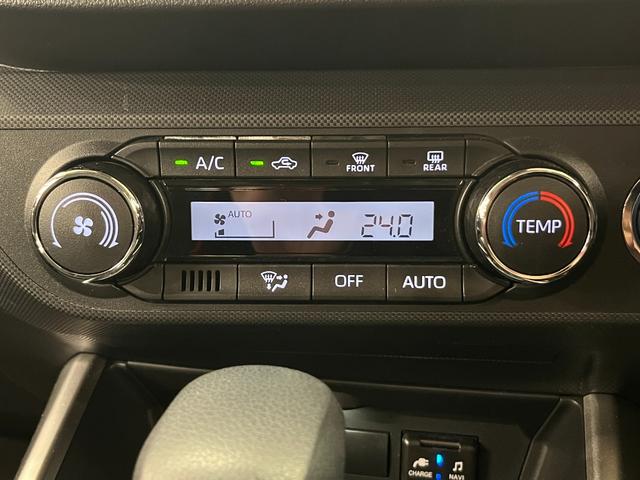 A/C
FRONT
REAR
AUTO
24.0
TEMP
OFF
AUTO
CHARGE
NAVI